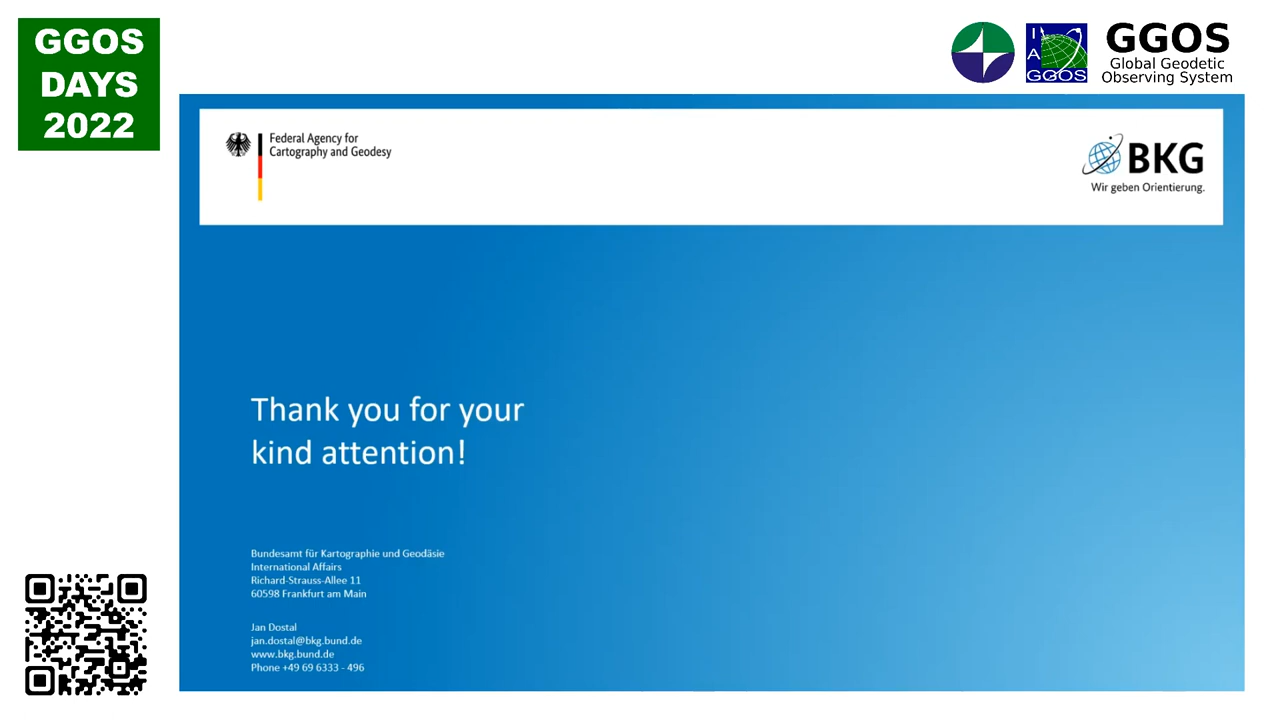 GGOS
DAYS
2022
I
A
GGOS
GGOS
Global Geodetic
Observing System
Federal Agency for
Cartography and Geodesy
BKG
Wir geben Orientierung.
Thank you for your
kind attention!
Bundesamt für Kartographie und Geodäsie
International Affairs
Richard-Strauss-Allee 11
60598 Frankfurt am Main
Jan Dostal
jan.dostal@bkg.bund.de
www.bkg.bund.de
Phone +49 69 6333 - 496